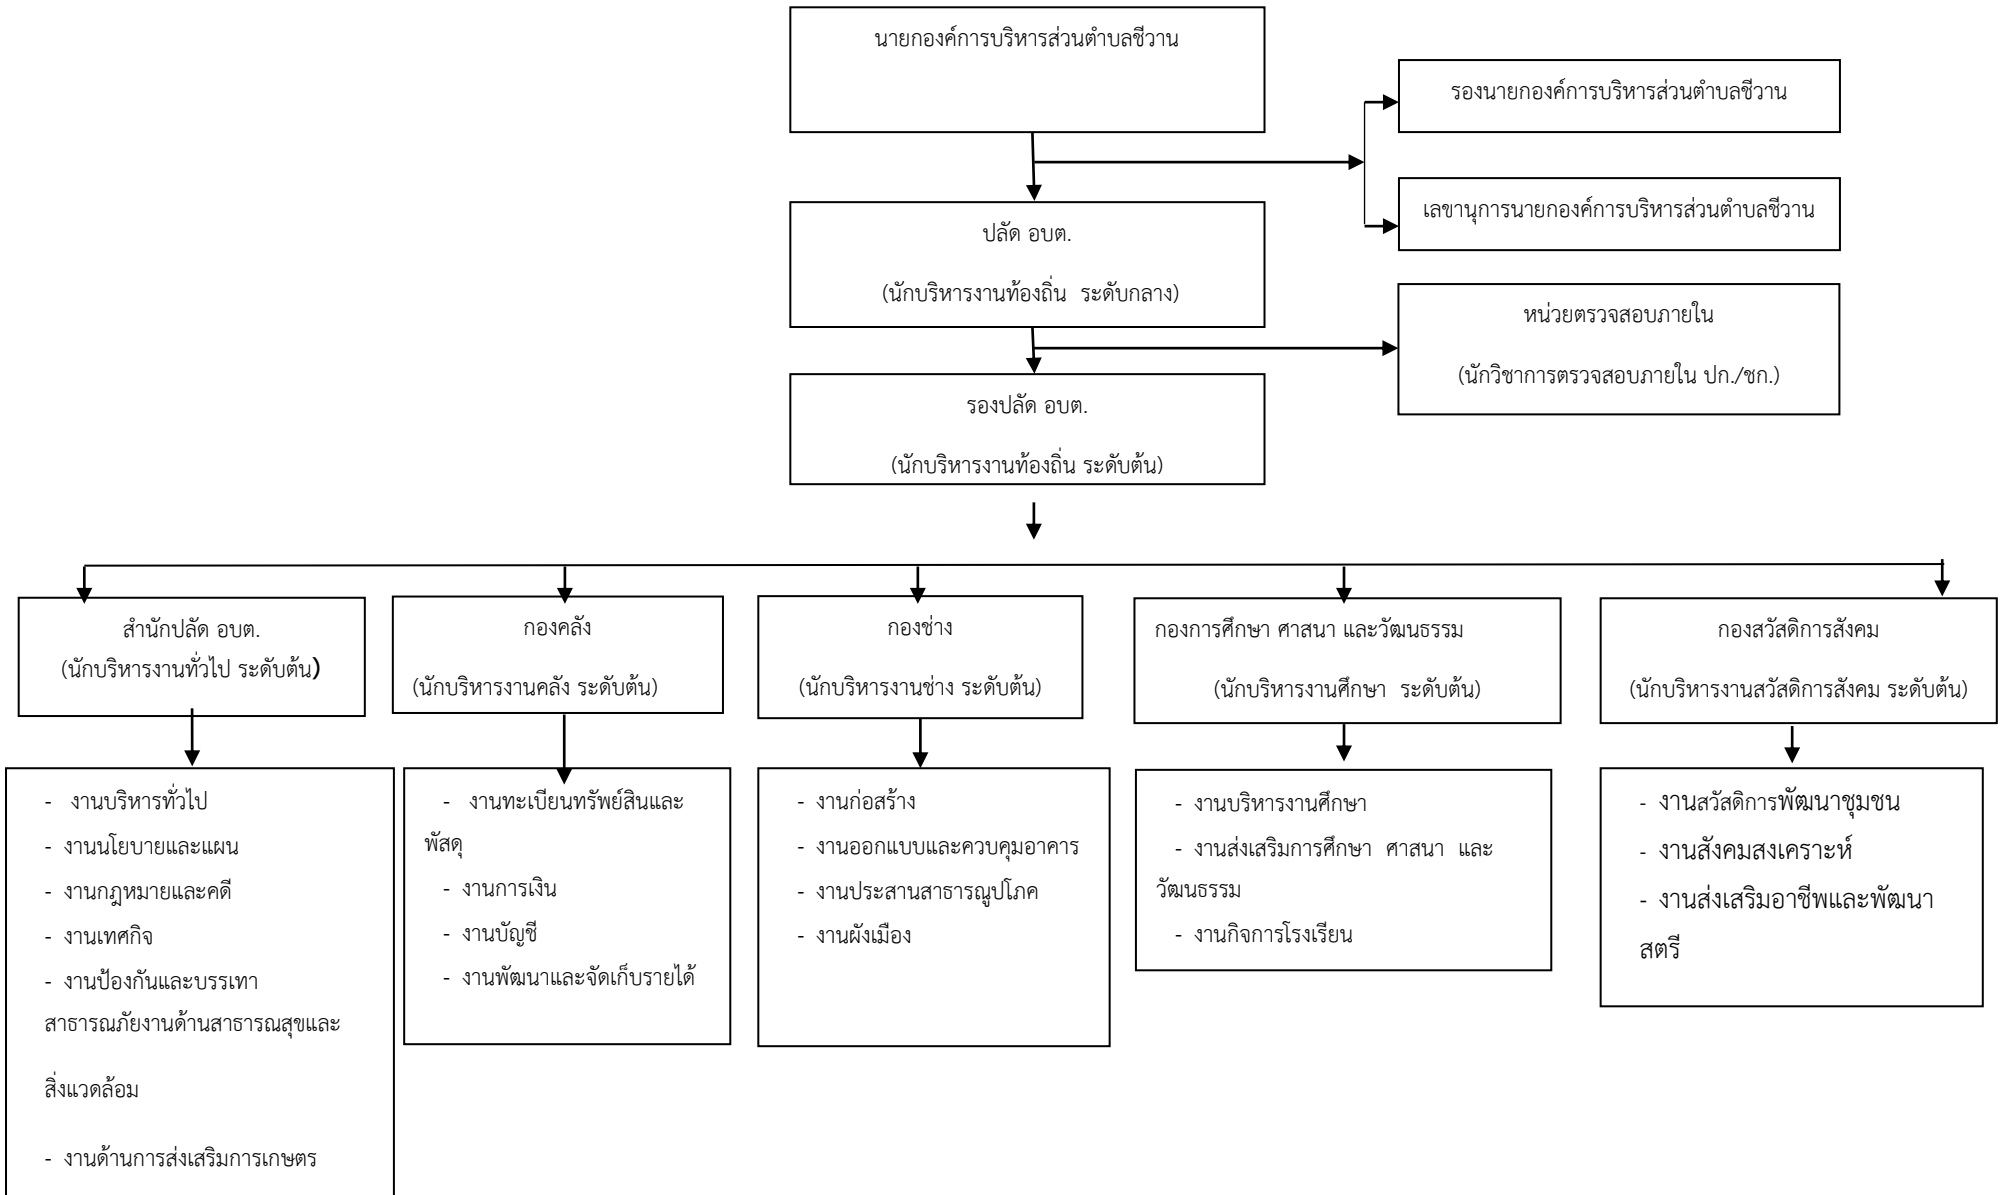 นายกองค์การบริหารส่วนตำบลชีวาน
รองนายกองค์การบริหารส่วนตำบลชีวาน
เลขานุการนายกองค์การบริหารส่วนตำบลชีวาน
ปลัด อบต.
(นักบริหารงานท้องถิ่น ระดับกลาง)
หน่วยตรวจสอบภายใน
(นักวิชาการตรวจสอบภายใน ปก./ชก.)
รองปลัด อบต.
(นักบริหารงานท้องถิ่น ระดับต้น)
สำนักปลัด อบต.
(นักบริหารงานทั่วไป ระดับต้น)
กองคลัง
(นักบริหารงานคลัง ระดับต้น)
กองช่าง
(นักบริหารงานช่าง ระดับต้น)
กองการศึกษา ศาสนา และวัฒนธรรม
(นักบริหารงานศึกษา ระดับต้น)
กองสวัสดิการสังคม
(นักบริหารงานสวัสดิการสังคม ระดับต้น)
- งานบริหารทั่วไป
- งานนโยบายและแผน
- งานกฎหมายและคดี
- งานเทศกิจ
- งานป้องกันและบรรเทา
สาธารณภัยงานด้านสาธารณสุขและ
สิ่งแวดล้อม
- งานด้านการส่งเสริมการเกษตร
- งานทะเบียนทรัพย์สินและ
พัสดุ
- งานการเงิน
- งานบัญชี
- งานพัฒนาและจัดเก็บรายได้
- งานก่อสร้าง
- งานออกแบบและควบคุมอาคาร
- งานประสานสาธารณูปโภค
- งานผังเมือง
- งานบริหารงานศึกษา
- งานส่งเสริมการศึกษา ศาสนา และ
วัฒนธรรม
- งานกิจการโรงเรียน
- งานสวัสดิการพัฒนาชุมชน
- งานสังคมสงเคราะห์
- งานส่งเสริมอาชีพและพัฒนา
สตรี